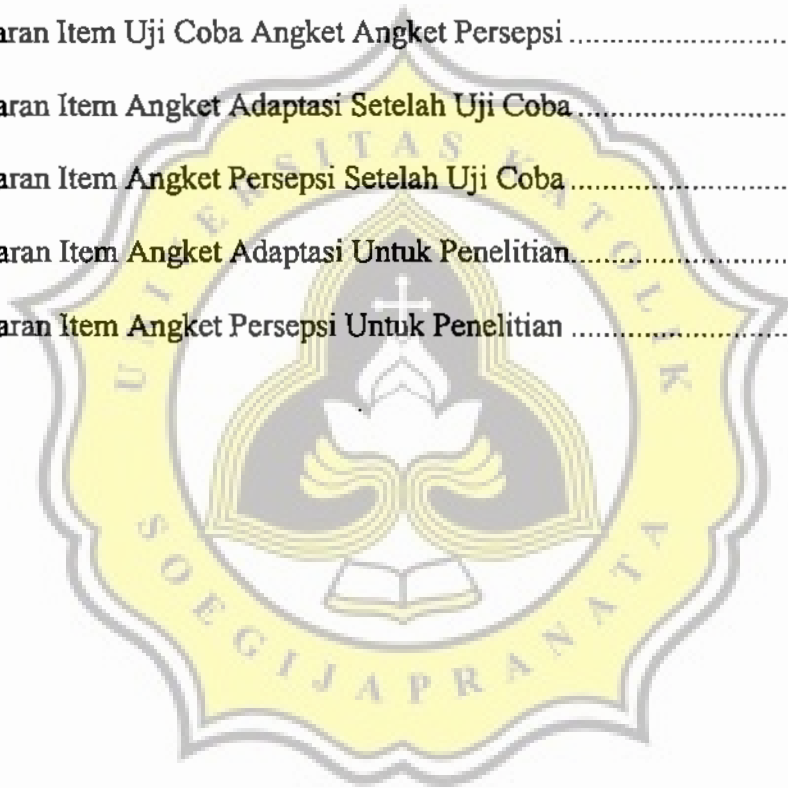 aran Item Uji Coba Angket Angket Persepsi ............................
aran Item Angket Adaptasi Setelah Uji Coba ...........................
aran Item Angket Persepsi Setelah Uji Coba ............................
aran Item Angket Adaptasi Untuk Penelitian............................
aran Item Angket Persepsi Untuk Penelitian ............................
UNIVERSITAS KATOLIK
SOEGIJAPRANATA